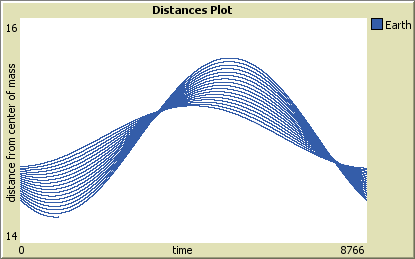 Distances Plot
16
Earth
distance from center of mass
14
0
time
8766